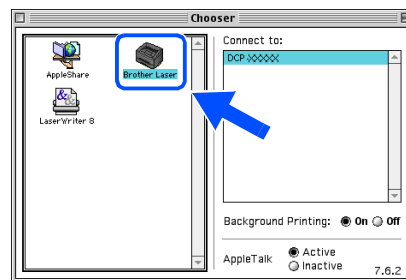 Chooser
AppleShare
Brother Laser
LaserWriter 8
Connect to:
DCP-XXXXX
Background Printing: On Off
AppleTalk Active
Inactive
7.6.2